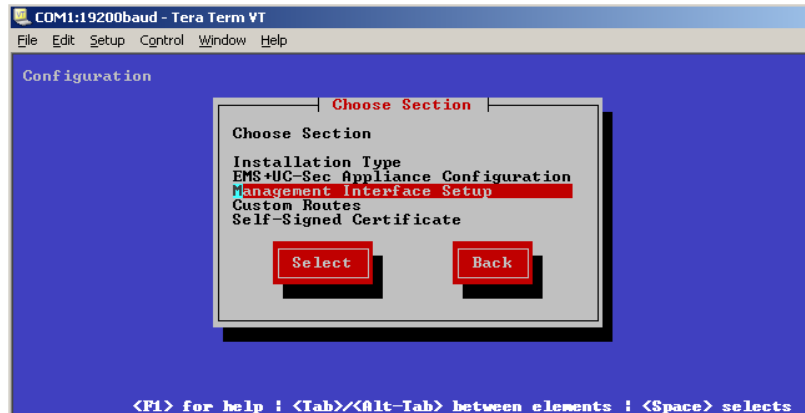 COM1:19200baud - Tera Term VT
File Edit Setup Control Window Help
Configuration
Choose Section
Choose Section
Installation Type
EMS+UC-Sec Appliance Configuration
Management Interface Setup
Custom Routes
Self-Signed Certificate
Select Back
<F1> for help | <Tab>/<Alt-Tab> between elements | <Space> selects